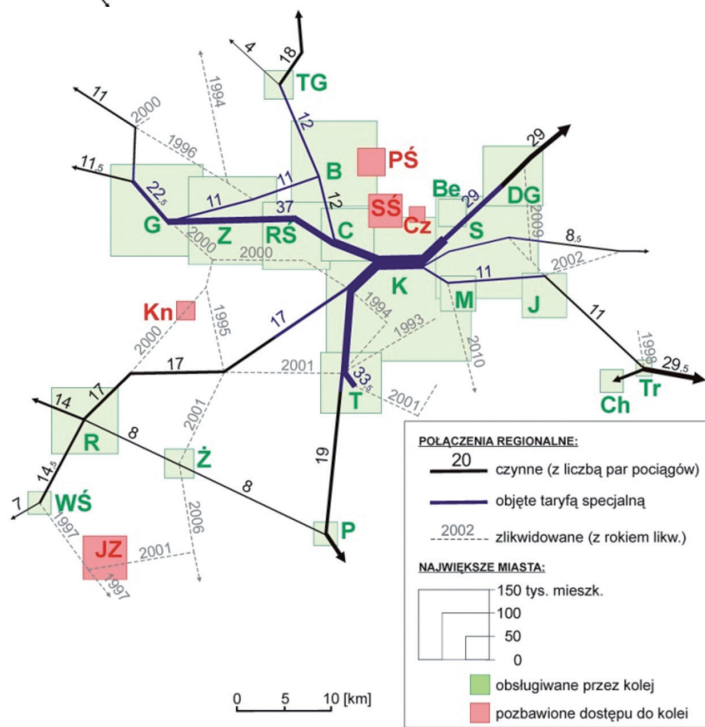 4
18
TG
11
2000
1994
12
29
11,5
1996
B
PŚ
22,5
11
11
12
SŚ
Be
29
DG
37
Cz
G
Z
RŚ
C
S
2009
2000
2000
K
8,5
M
11
2002
J
Kn
1994
1995
17
1993
2000
2010
11
17
2001
33,5
1998
29,5
17
2001
T
Ch
Tr
14
2001
R
8
19
14,5
Ż
8
7
WŚ
2006
P
1997
JZ
2001
1997
POŁĄCZENIA REGIONALNE:
20
czynne (z liczbą par pociągów)
objęte taryfą specjalną
2002
zlikwidowane (z rokiem likw.)
NAJWIĘKSZE MIASTA:
150 tys. mieszk.
100
50
0
obsługiwane przez kolej
pozbawione dostępu do kolei
0 5 10 [km]